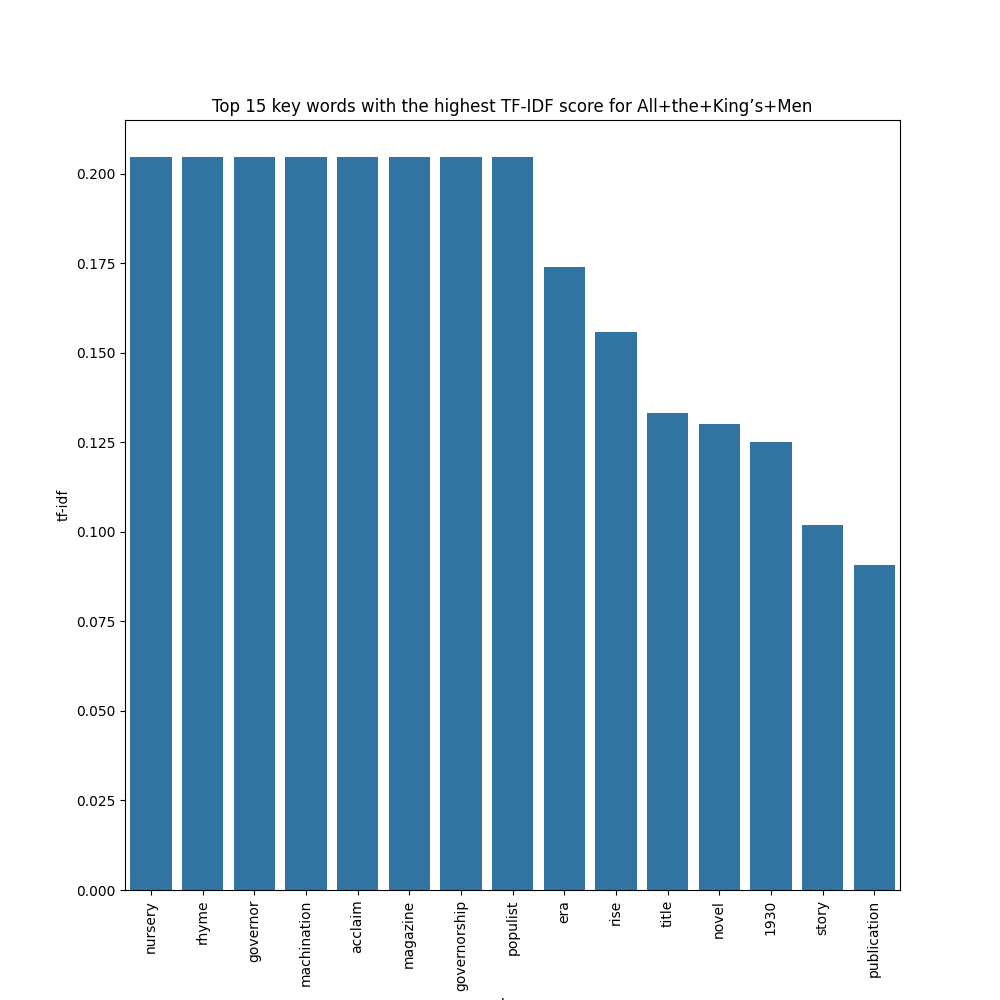 Top 15 key words with the highest TF-IDF score for All+the+King’s+Men
tf-idf
0.200
0.175
0.150
0.125
0.100
0.075
0.050
0.025
0.000
nursery
rhyme
governor
machination
acclaim
magazine
governorship
populist
era
rise
title
novel
1930
story
publication